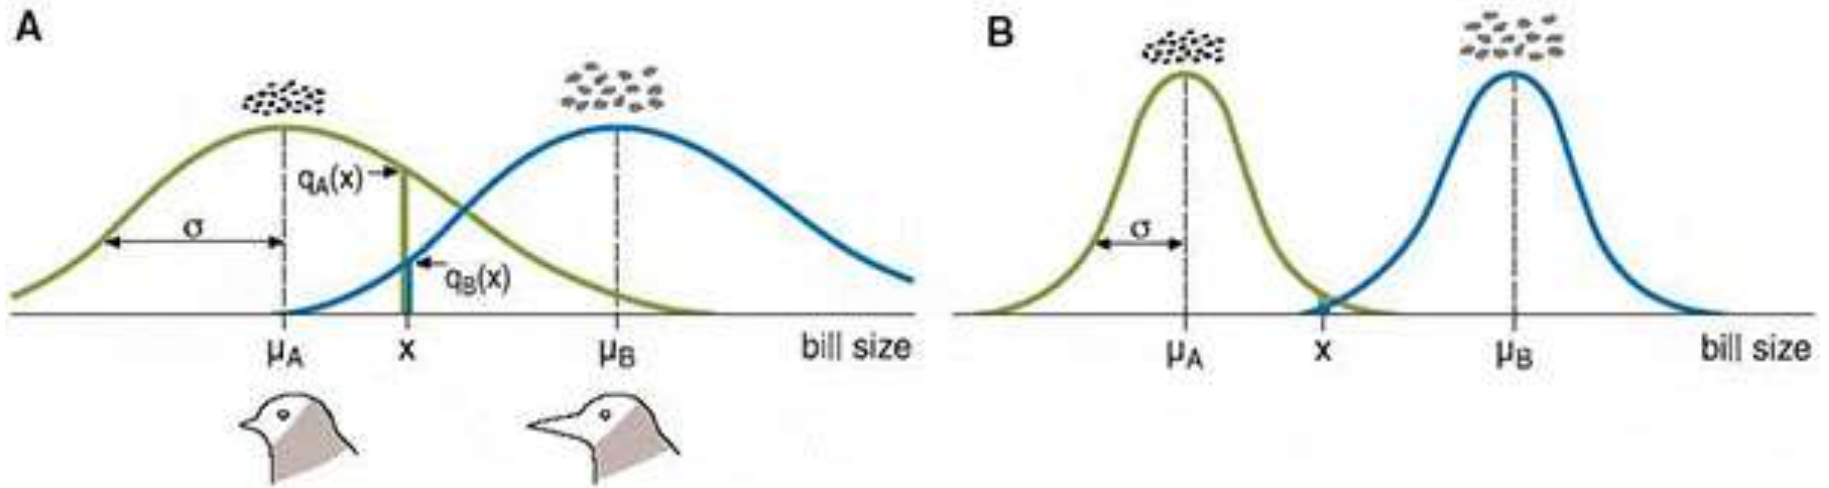 A
B
qA(x)
σ
qB(x)
σ
μA
x
μB
bill size
μA
x
μB
bill size